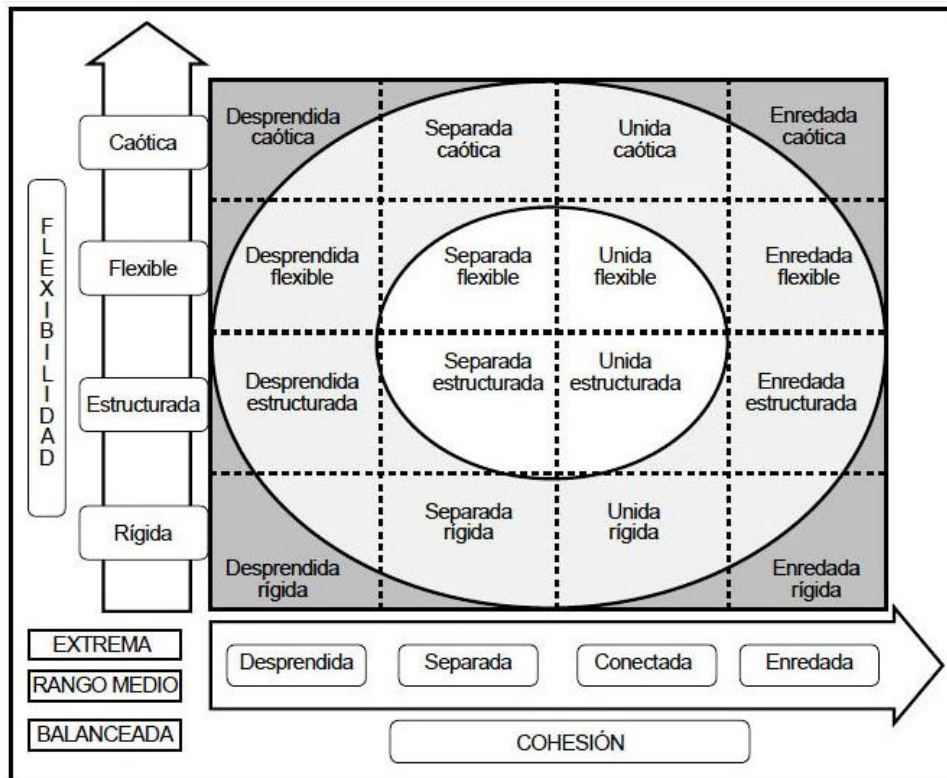 Desprendida
caótica
Separada
caótica
Unida
caótica
Enredada
caótica
Caótica
FLEXIBILIDAD
Flexible
Desprendida
flexible
Separada
flexible
Unida
flexible
Enredada
flexible
Estructurada
Desprendida
estructurada
Separada
estructurada
Unida
estructurada
Enredada
estructurada
Rígida
Desprendida
rígida
Separada
rígida
Unida
rígida
Enredada
rígida
EXTREMA
RANGO MEDIO
BALANCEADA
Desprendida
Separada
Conectada
Enredada
COHESIÓN